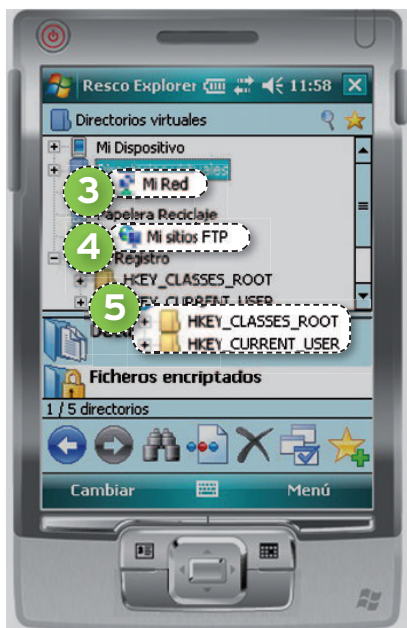 Resco Explorer 11:58
Directorios virtuales
Mi Dispositivo
3 Mi Red
Papelera Reciclaje
4 Mi sitios FTP
Registro
HKEY_CLASSES_ROOT
HKEY_CURRENT_USER
5 HKEY_CLASSES_ROOT
HKEY_CURRENT_USER
Ficheros encriptados
1 / 5 directorios
Cambiar Menú